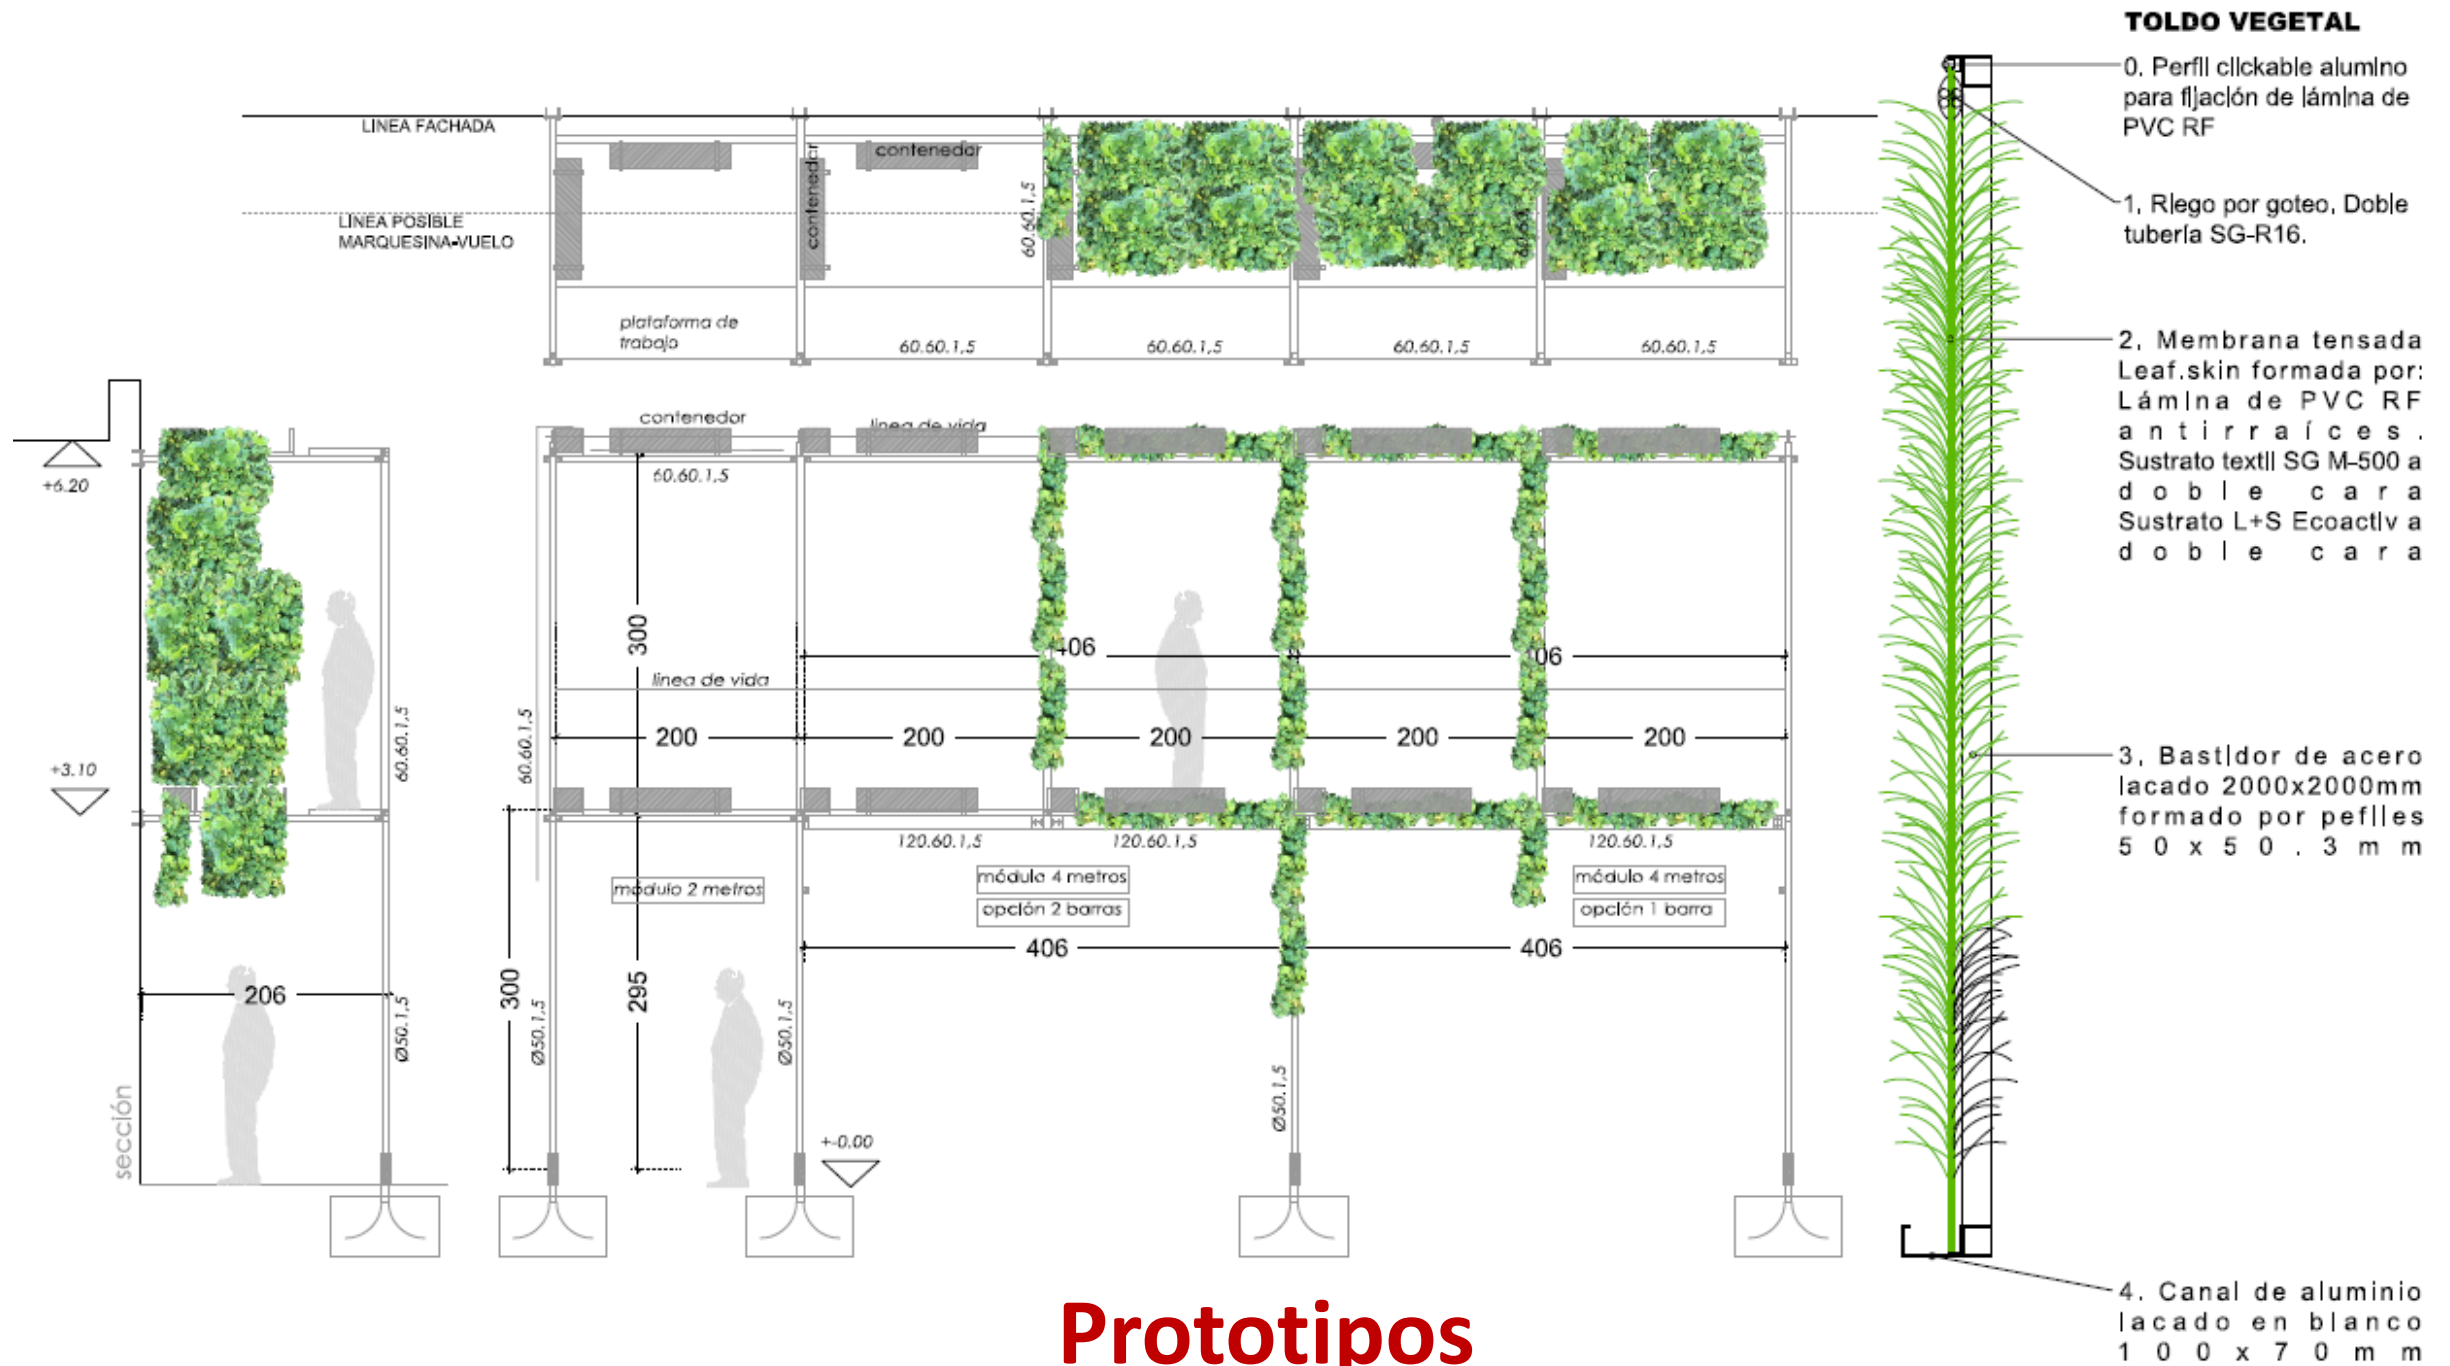 TOLDO VEGETAL
0. Perfil clickable alumino
para fijación de lámina de
PVC RF
1. Riego por goteo. Doble
tubería SG-R16.
2. Membrana tensada
Leaf.skin formada por:
Lámina de PVC RF
antirraíces.
Sustrato textil SG M-500 a
doble cara
Sustrato L+S Ecoactiv a
doble cara
3. Bastidor de acero
lacado 2000x2000mm
formado por pefiles
50x50.3mm
4. Canal de aluminio
lacado en blanco
100x70mm
LINEA FACHADA
LÍNEA POSIBLE
MARQUESINA-VUELO
contenedor
contenedor
60.60.1,5
plataforma de
trabajo
60.60.1,5
60.60.1,5
60.60.1,5
60.60.1,5
+6.20
+3.10
60.60.1,5
206
Ø50.1,5
sección
contenedor
linea de vida
60.60.1,5
300
linea de vida
60.60.1,5
200
200
200
200
200
120.60.1,5
120.60.1,5
120.60.1,5
módulo 2 metros
módulo 4 metros
opción 2 barras
módulo 4 metros
opción 1 barra
406
406
300
295
Ø50.1,5
Ø50.1,5
Ø50.1,5
+-0.00
Prototipos